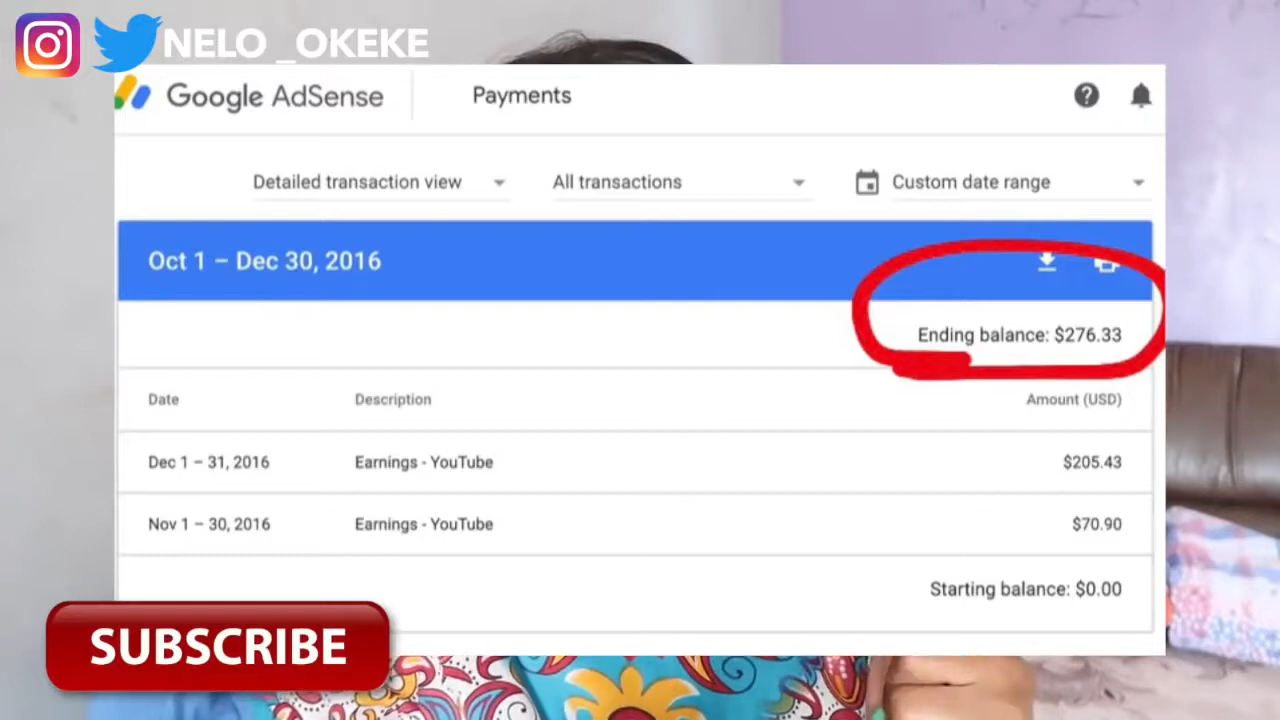 NELO_OKEKE
Google AdSense
Payments
Detailed transaction view
All transactions
Custom date range
Oct 1 – Dec 30, 2016
Ending balance: $276.33
Date Description Amount (USD)
Dec 1 – 31, 2016 Earnings - YouTube $205.43
Nov 1 – 30, 2016 Earnings - YouTube $70.90
Starting balance: $0.00
SUBSCRIBE